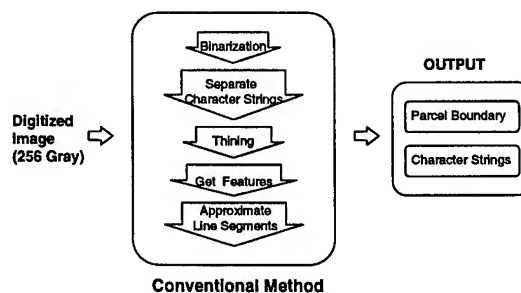 Digitized
Image
(256 Gray)
Binarization
Separate
Character Strings
Thining
Get Features
Approximate
Line Segments
Conventional Method
OUTPUT
Parcel Boundary
Character Strings